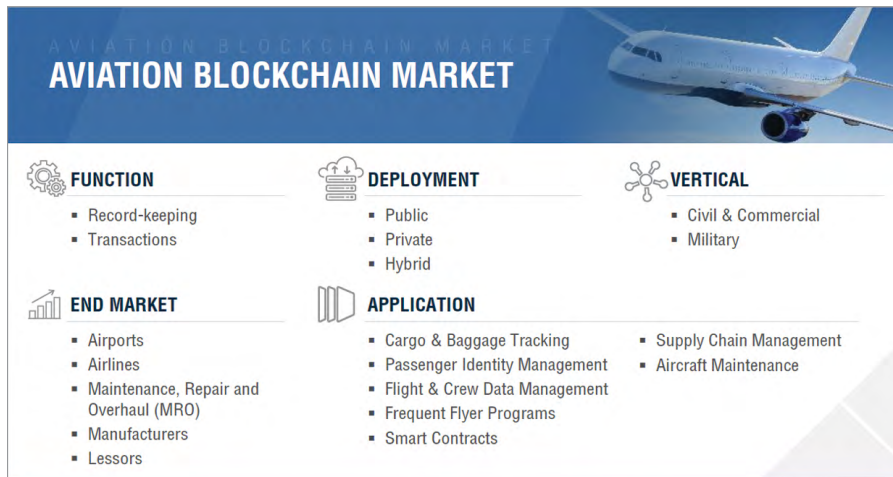 AVIATION BLOCKCHAIN MARKET
AVIATION BLOCKCHAIN MARKET
FUNCTION
▪ Record-keeping
▪ Transactions
DEPLOYMENT
▪ Public
▪ Private
▪ Hybrid
VERTICAL
▪ Civil & Commercial
▪ Military
END MARKET
▪ Airports
▪ Airlines
▪ Maintenance, Repair and
Overhaul (MRO)
▪ Manufacturers
▪ Lessors
APPLICATION
▪ Cargo & Baggage Tracking
▪ Passenger Identity Management
▪ Flight & Crew Data Management
▪ Frequent Flyer Programs
▪ Smart Contracts
▪ Supply Chain Management
▪ Aircraft Maintenance